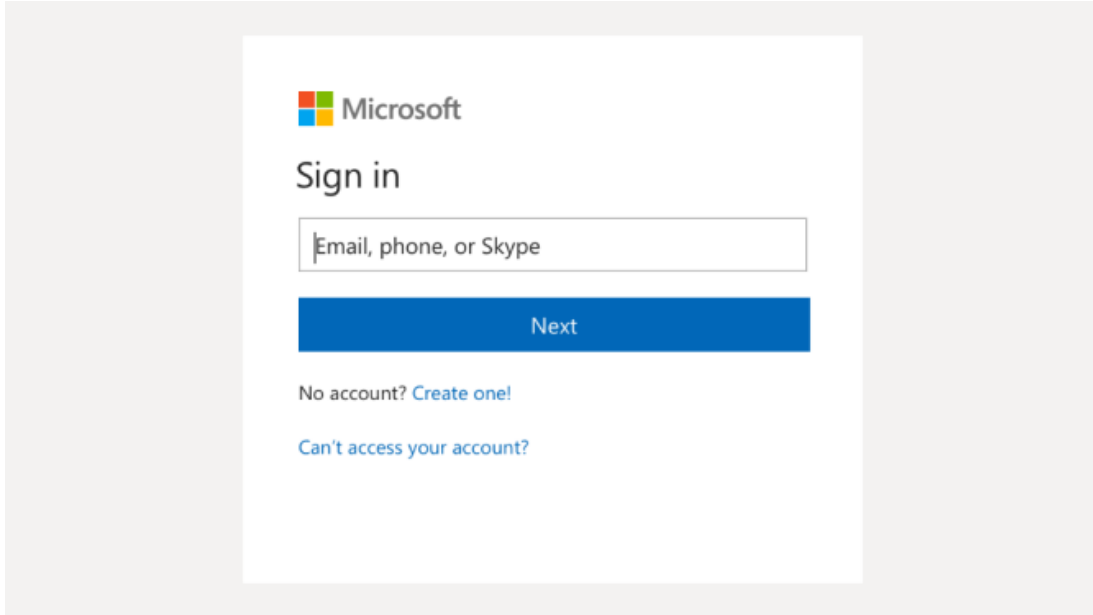 Microsoft
Sign in
Email, phone, or Skype
Next
No account? Create one!
Can't access your account?